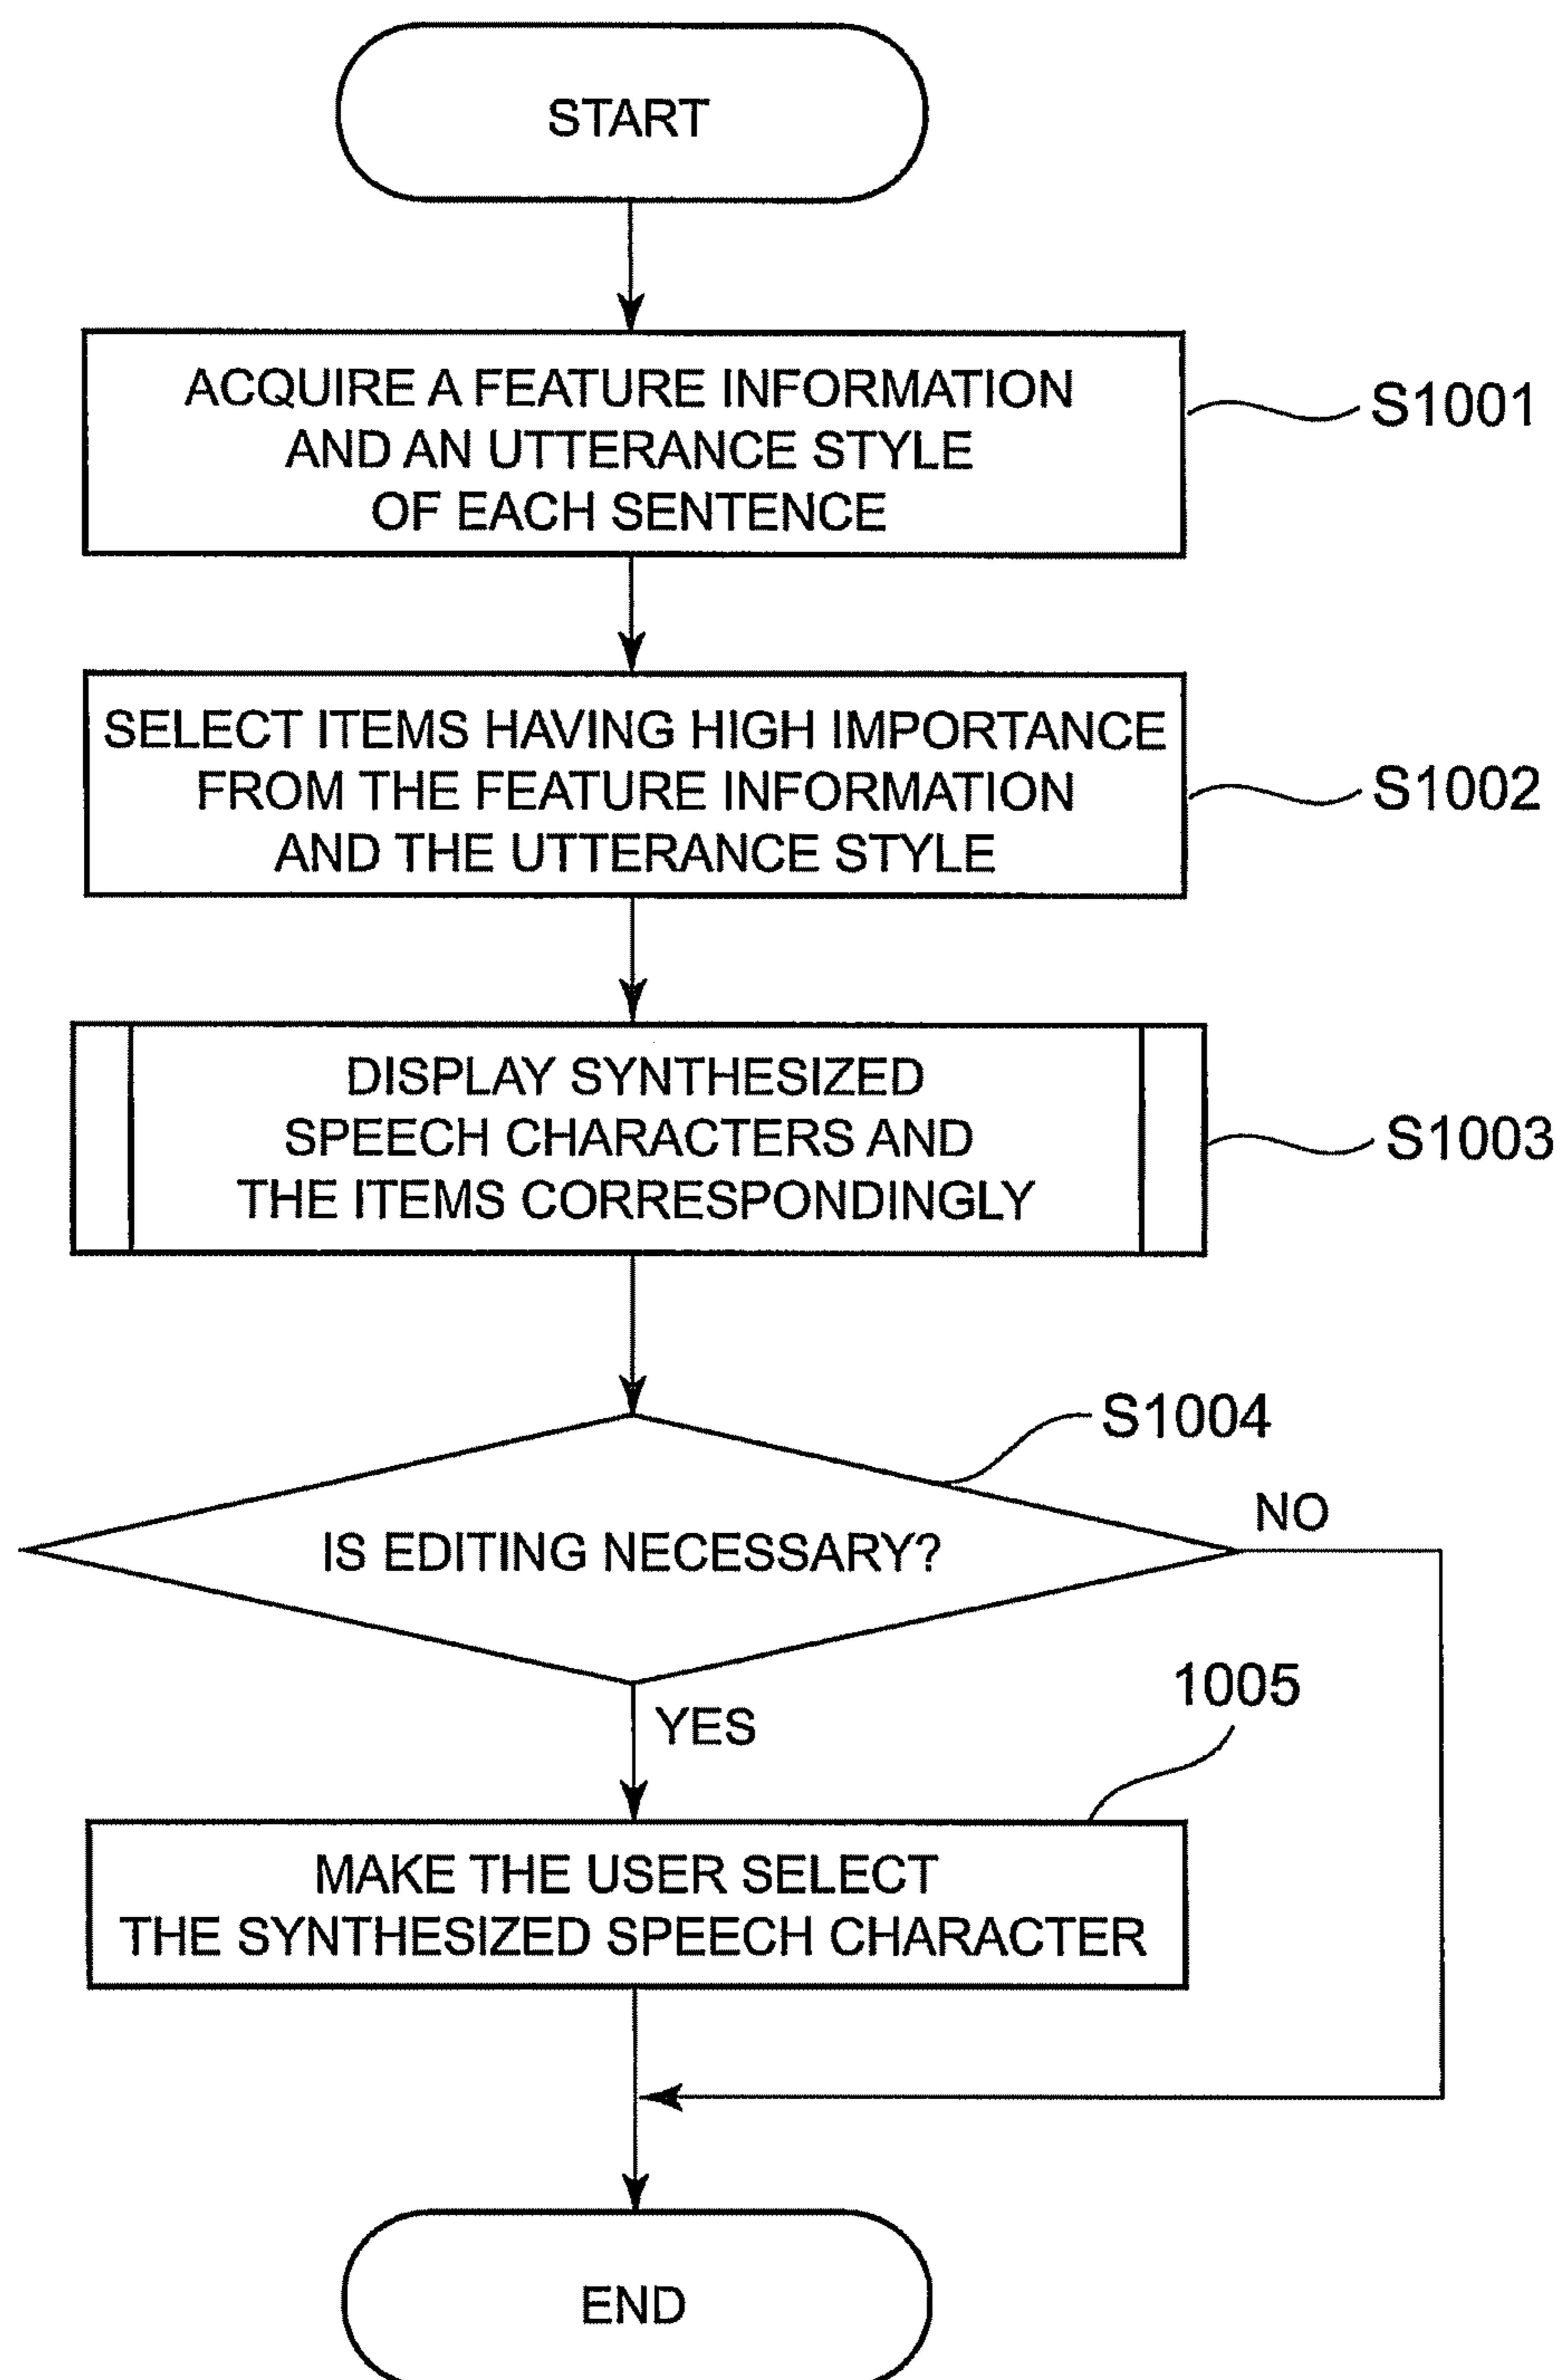 START
ACQUIRE A FEATURE INFORMATION
AND AN UTTERANCE STYLE
OF EACH SENTENCE
S1001
SELECT ITEMS HAVING HIGH IMPORTANCE
FROM THE FEATURE INFORMATION
AND THE UTTERANCE STYLE
S1002
DISPLAY SYNTHESIZED
SPEECH CHARACTERS AND
THE ITEMS CORRESPONDINGLY
S1003
S1004
IS EDITING NECESSARY?
NO
YES
1005
MAKE THE USER SELECT
THE SYNTHESIZED SPEECH CHARACTER
END